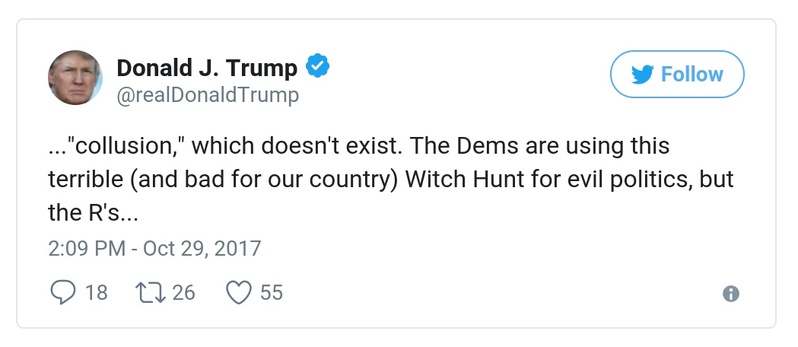 Donald J. Trump
@realDonaldTrump
Follow
..."collusion," which doesn't exist. The Dems are using this
terrible (and bad for our country) Witch Hunt for evil politics, but
the R's...
2:09 PM - Oct 29, 2017
18 26 55